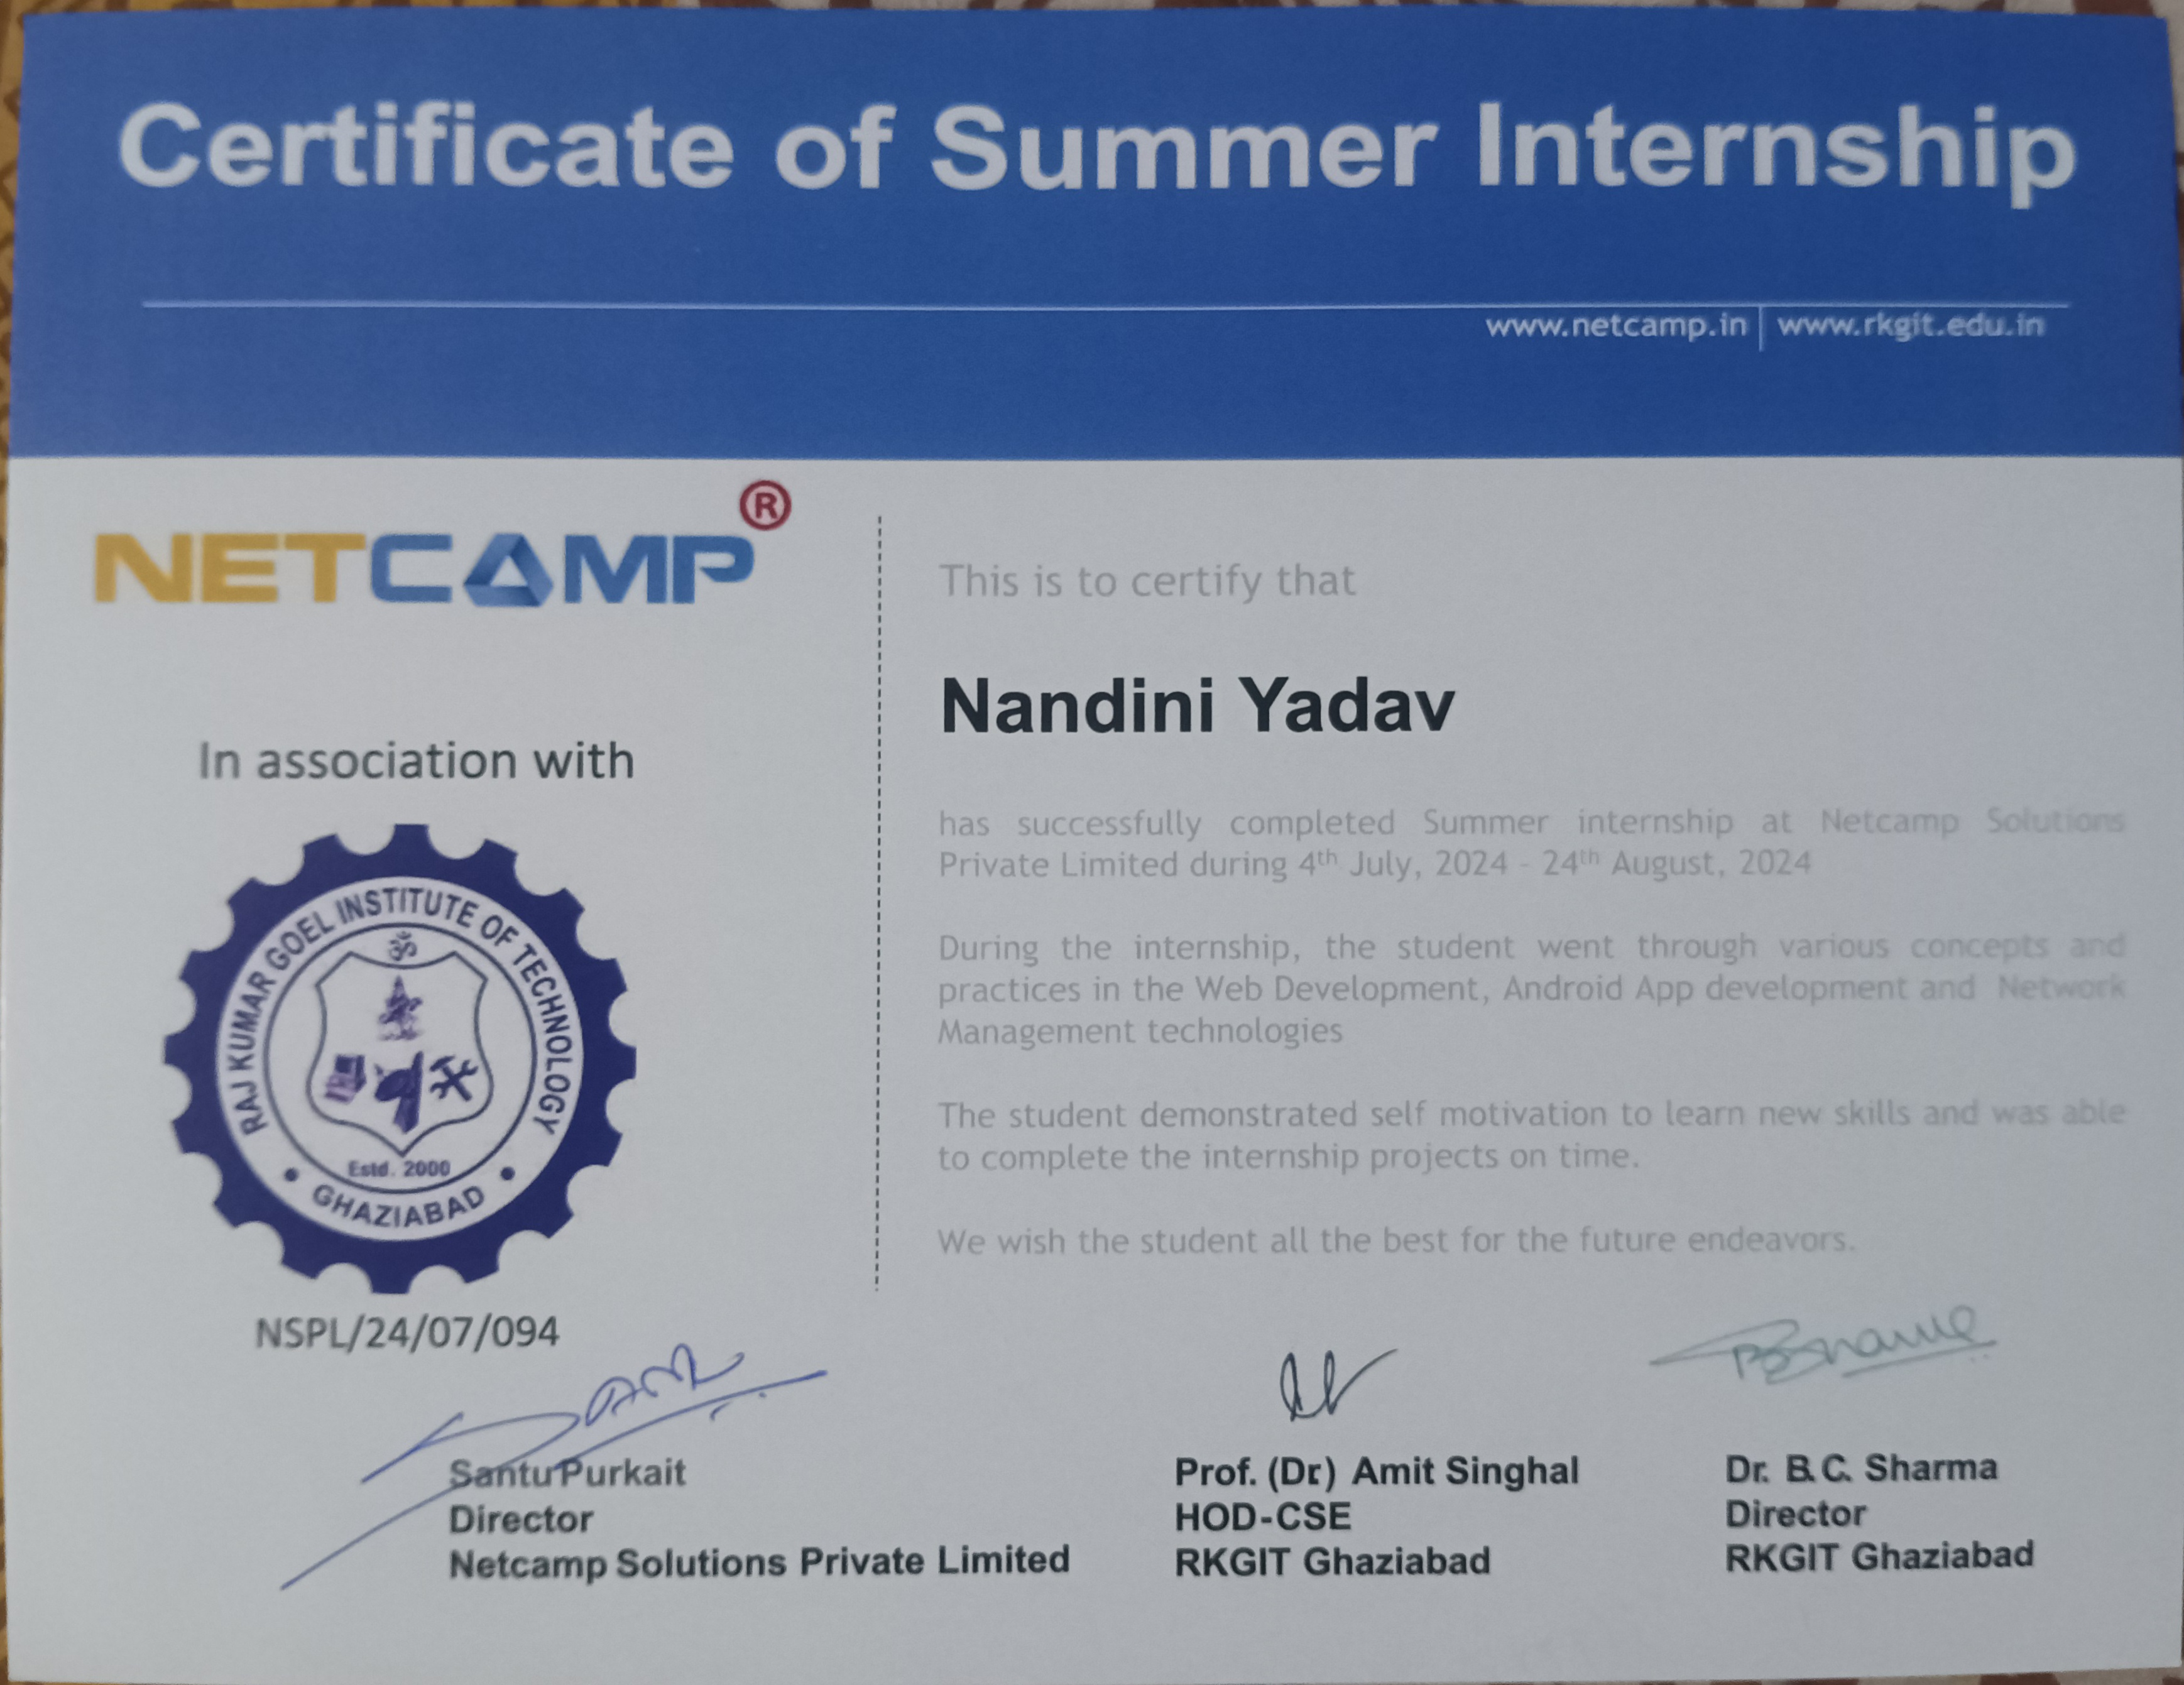 Certificate of Summer Internship
www.netcamp.in | www.rkgit.edu.in
NETCAMP®
In association with
RAJ KUMAR GOEL INSTITUTE OF TECHNOLOGY
ॐ
Estd. 2000
• GHAZIABAD •
NSPL/24/07/094
This is to certify that
Nandini Yadav
has successfully completed Summer internship at Netcamp Solutions
Private Limited during 4th July, 2024 - 24th August, 2024
During the internship, the student went through various concepts and
practices in the Web Development, Android App development and Network
Management technologies
The student demonstrated self motivation to learn new skills and was able
to complete the internship projects on time.
We wish the student all the best for the future endeavors.
Santu Purkait
Director
Netcamp Solutions Private Limited
Prof. (Dr) Amit Singhal
HOD-CSE
RKGIT Ghaziabad
Dr. B.C. Sharma
Director
RKGIT Ghaziabad